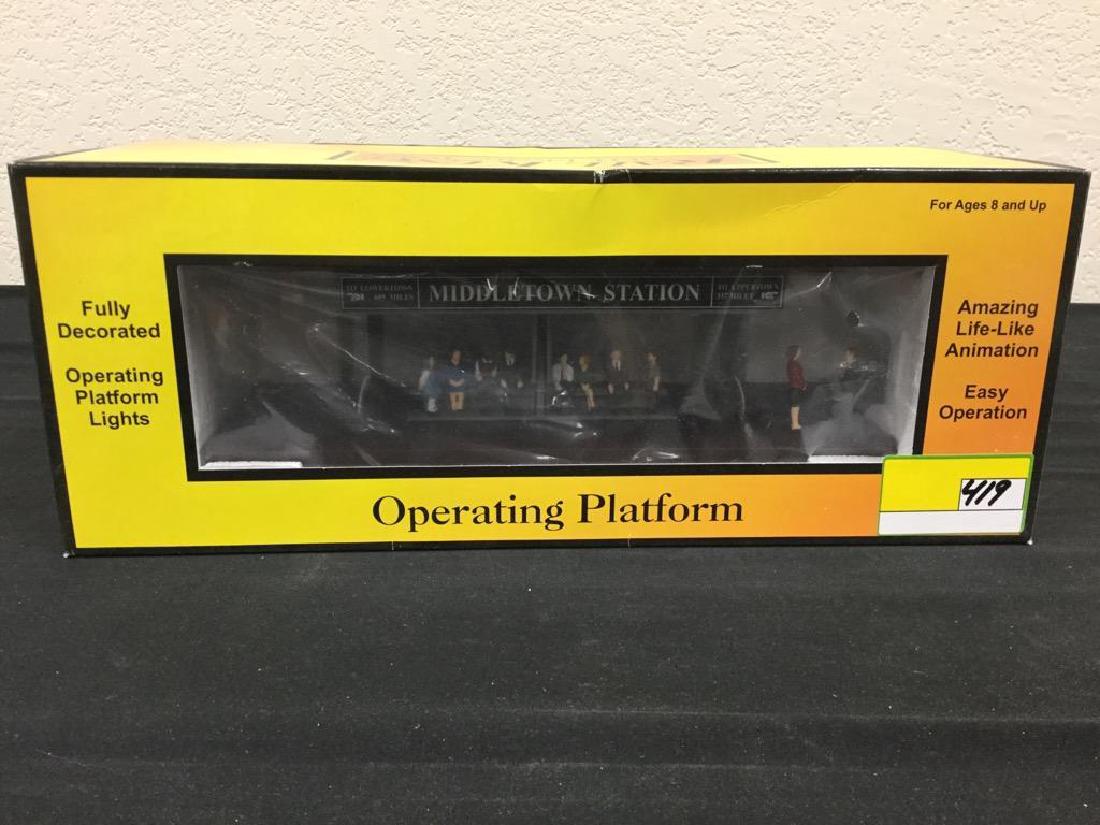 For Ages 8 and Up
Fully
Decorated
Operating
Platform
Lights
MIDDLETOWN STATION
Amazing
Life-Like
Animation
Easy
Operation
Operating Platform
419